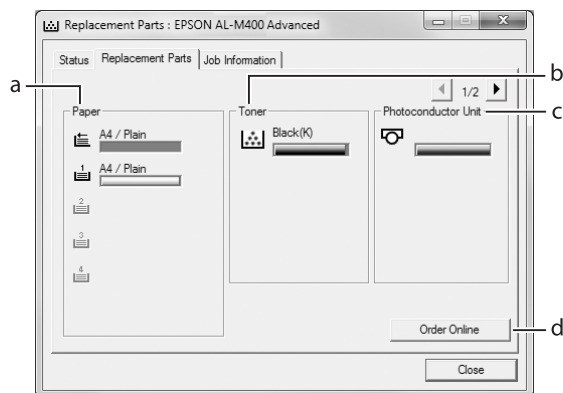 Replacement Parts : EPSON AL-M400 Advanced
Status Replacement Parts Job Information
a
b
c
d
1/2
Paper
A4 / Plain
1 A4 / Plain
2
3
4
Toner
Black(K)
Photoconductor Unit
Order Online
Close